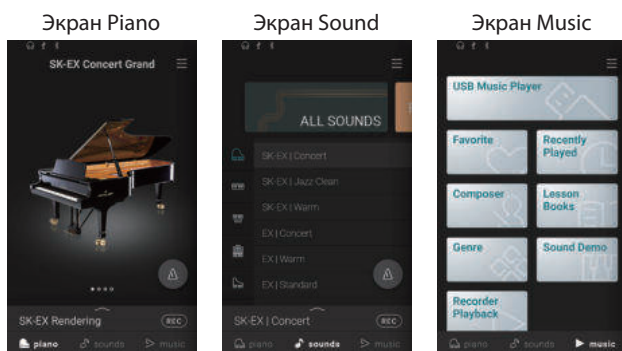 Экран Piano
Экран Sound
Экран Music
SK-EX Concert Grand
SK-EX Rendering
REC
piano
sounds
music
ALL SOUNDS
SK-EX | Concert
SK-EX | Jazz Clean
SK-EX | Warm
EX | Concert
EX | Warm
EX | Standard
SK-EX | Concert
REC
piano
sounds
music
USB Music Player
Favorite
Recently
Played
Composer
Lesson
Books
Genre
Sound Demo
Recorder
Playback
piano
sounds
music